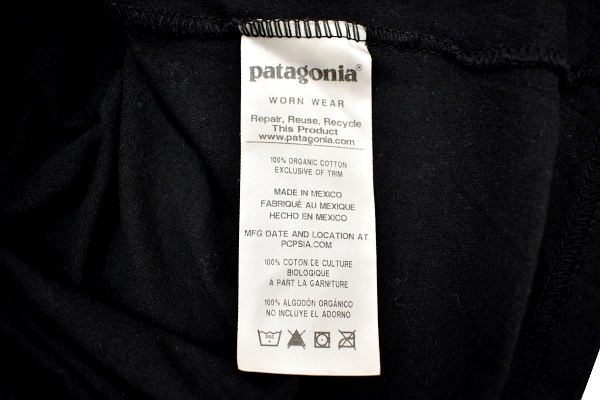 patagonia®
WORN WEAR
Repair, Reuse, Recycle
This Product
www.patagonia.com
100% ORGANIC COTTON
EXCLUSIVE OF TRIM
MADE IN MEXICO
FABRIQUÉ AU MEXIQUE
HECHO EN MEXICO
MFG DATE AND LOCATION AT
PCPSIA.COM
100% COTON DE CULTURE
BIOLOGIQUE
A PART LA GARNITURE
100% ALGODÓN ORGÁNICO
NO INCLUYE EL ADORNO